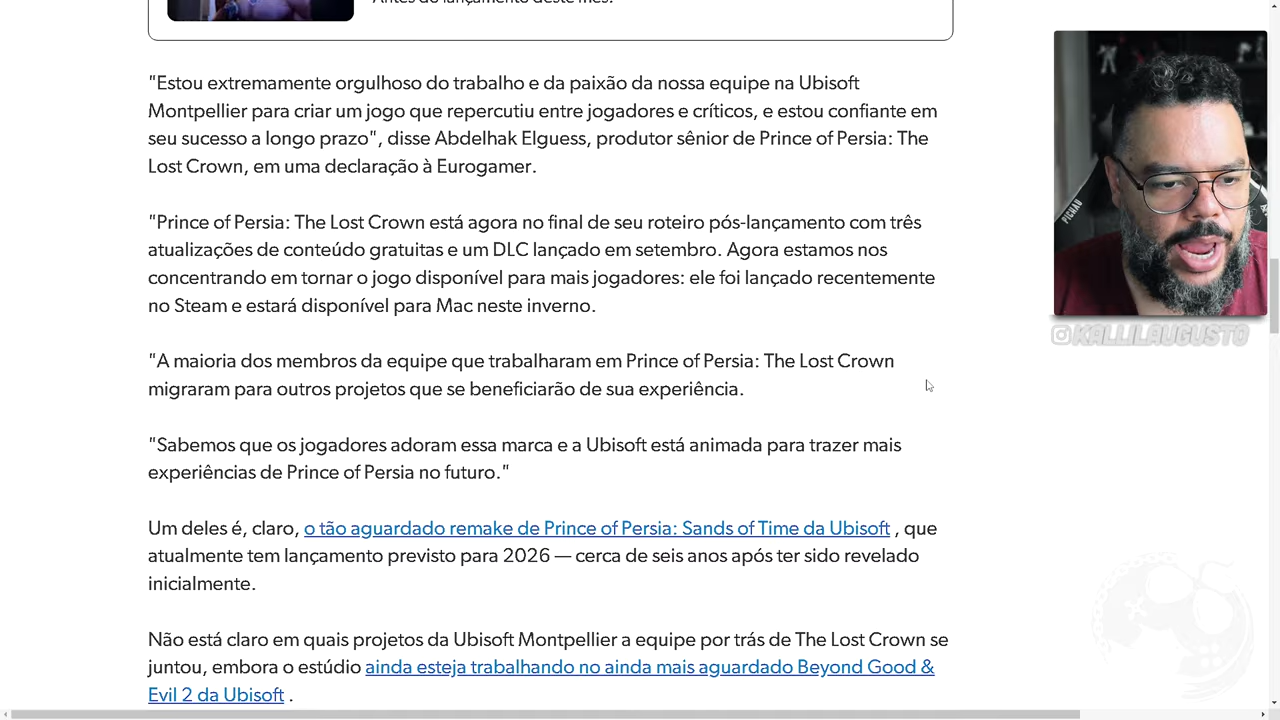 Antes do lançamento deste mês.
"Estou extremamente orgulhoso do trabalho e da paixão da nossa equipe na Ubisoft
Montpellier para criar um jogo que repercutiu entre jogadores e críticos, e estou confiante em
seu sucesso a longo prazo", disse Abdelhak Elguess, produtor sênior de Prince of Persia: The
Lost Crown, em uma declaração à Eurogamer.
"Prince of Persia: The Lost Crown está agora no final de seu roteiro pós-lançamento com três
atualizações de conteúdo gratuitas e um DLC lançado em setembro. Agora estamos nos
concentrando em tornar o jogo disponível para mais jogadores: ele foi lançado recentemente
no Steam e estará disponível para Mac neste inverno.
"A maioria dos membros da equipe que trabalharam em Prince of Persia: The Lost Crown
migraram para outros projetos que se beneficiarão de sua experiência.
"Sabemos que os jogadores adoram essa marca e a Ubisoft está animada para trazer mais
experiências de Prince of Persia no futuro."
Um deles é, claro, o tão aguardado remake de Prince of Persia: Sands of Time da Ubisoft , que
atualmente tem lançamento previsto para 2026 — cerca de seis anos após ter sido revelado
inicialmente.
Não está claro em quais projetos da Ubisoft Montpellier a equipe por trás de The Lost Crown se
juntou, embora o estúdio ainda esteja trabalhando no ainda mais aguardado Beyond Good &
Evil 2 da Ubisoft .
PICHAU
@KALLILAUGUSTO